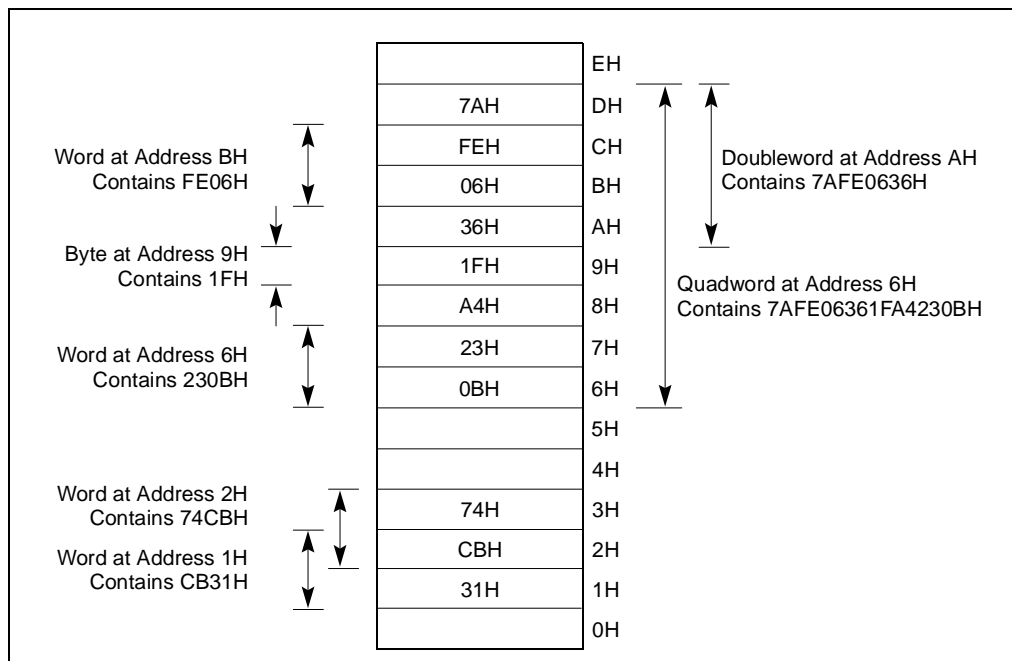 EH
7AH DH
FEH CH
06H BH
36H AH
1FH 9H
A4H 8H
23H 7H
0BH 6H
5H
4H
74H 3H
CBH 2H
31H 1H
0H
Word at Address BH
Contains FE06H
Byte at Address 9H
Contains 1FH
Word at Address 6H
Contains 230BH
Word at Address 2H
Contains 74CBH
Word at Address 1H
Contains CB31H
Doubleword at Address AH
Contains 7AFE0636H
Quadword at Address 6H
Contains 7AFE06361FA4230BH